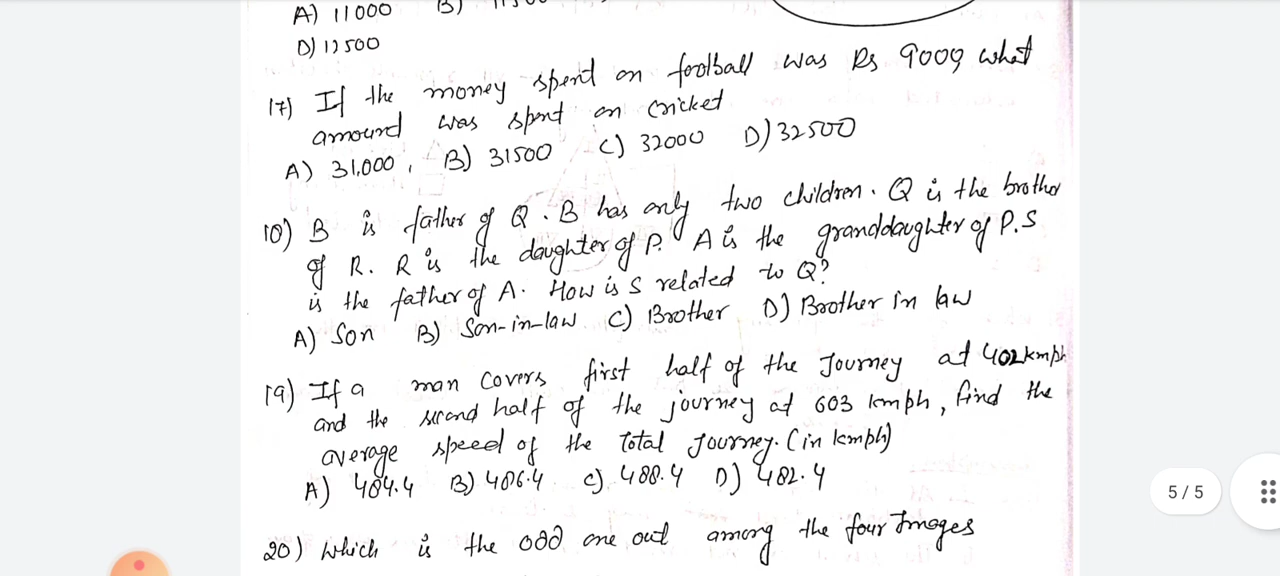 A) 11000 B)
D) 12500
17) If the money spent on football was Rs 9000, what
amound was spent on cricket
A) 31,000, B) 31500 C) 32000 D) 32500
18) B is father of Q. B has only two children. Q is the brother
of R. R is the daughter of P. A is the granddaughter of P. S
is the father of A. How is S related to Q?
A) Son B) Son-in-law C) Brother D) Brother in law
19) If a man covers first half of the Journey at 402kmph
and the second half of the journey at 603 kmph, find the
average speed of the total Journey. (in kmph)
A) 484.4 B) 486.4 C) 488.4 D) 482.4
20) Which is the odd one out among the four Images
5 / 5